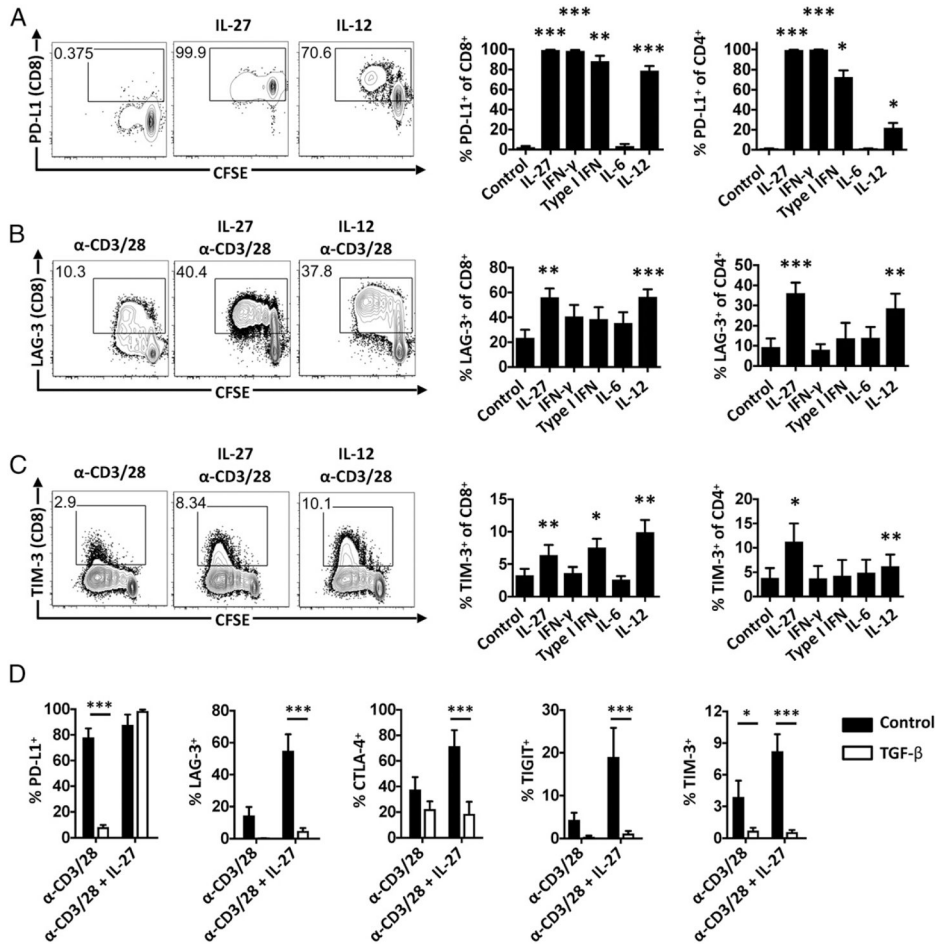 A
IL-27
IL-12
PD-L1 (CD8)
0.375
99.9
70.6
CFSE
% PD-L1⁺ of CD8⁺
100
80
60
40
20
0
***
***
**
***
Control
IL-27
IFN-γ
Type I IFN
IL-6
IL-12
% PD-L1⁺ of CD4⁺
100
80
60
40
20
0
***
***
*
*
Control
IL-27
IFN-γ
Type I IFN
IL-6
IL-12
B
α-CD3/28
IL-27
α-CD3/28
IL-12
α-CD3/28
LAG-3 (CD8)
10.3
40.4
37.8
CFSE
% LAG-3⁺ of CD8⁺
80
60
40
20
0
**
***
Control
IL-27
IFN-γ
Type I IFN
IL-6
IL-12
% LAG-3⁺ of CD4⁺
50
40
30
20
10
0
***
**
Control
IL-27
IFN-γ
Type I IFN
IL-6
IL-12
C
α-CD3/28
IL-27
α-CD3/28
IL-12
α-CD3/28
TIM-3 (CD8)
2.9
8.34
10.1
CFSE
% TIM-3⁺ of CD8⁺
15
10
5
0
**
*
**
Control
IL-27
IFN-γ
Type I IFN
IL-6
IL-12
% TIM-3⁺ of CD4⁺
20
15
10
5
0
*
**
Control
IL-27
IFN-γ
Type I IFN
IL-6
IL-12
D
% PD-L1⁺
100
80
60
40
20
0
***
α-CD3/28
α-CD3/28 + IL-27
% LAG-3⁺
80
60
40
20
0
***
α-CD3/28
α-CD3/28 + IL-27
% CTLA-4⁺
100
80
60
40
20
0
***
α-CD3/28
α-CD3/28 + IL-27
% TIGIT⁺
30
20
10
0
***
α-CD3/28
α-CD3/28 + IL-27
% TIM-3⁺
12
9
6
3
0
*
***
α-CD3/28
α-CD3/28 + IL-27
Control
TGF-β